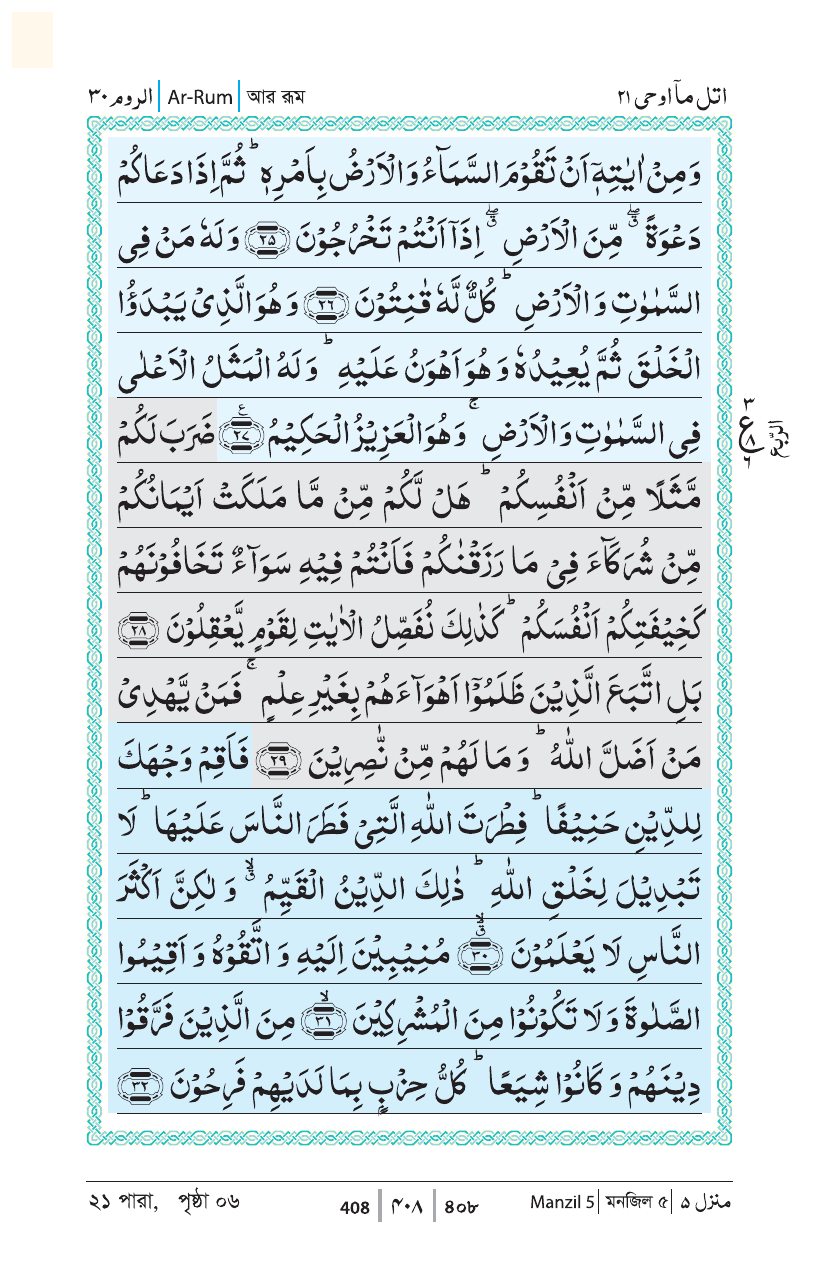 الروم ٣٠ | Ar-Rum | আর রূম
اتل مآ اوحی ٢١
وَمِنۡ اٰیٰتِهٖۤ اَنۡ تَقُوۡمَ السَّمَآءُ وَالۡاَرۡضُ بِاَمۡرِهٖ ؕ ثُمَّ اِذَا دَعَاكُمۡ
دَعۡوَةً ۖۗ مِّنَ الۡاَرۡضِ ۖۗ اِذَاۤ اَنۡتُمۡ تَخۡرُجُوۡنَ ﴿٢٥﴾ وَلَهٗ مَنۡ فِی
السَّمٰوٰتِ وَالۡاَرۡضِ ؕ كُلٌّ لَّهٗ قٰنِتُوۡنَ ﴿٢٦﴾ وَهُوَ الَّذِیۡ یَبۡدَؤُا
الۡخَلۡقَ ثُمَّ یُعِیۡدُهٗ وَهُوَ اَهۡوَنُ عَلَیۡهِ ؕ وَلَهُ الۡمَثَلُ الۡاَعۡلٰی
فِی السَّمٰوٰتِ وَالۡاَرۡضِ ۚ وَهُوَ الۡعَزِیۡزُ الۡحَكِیۡمُ ﴿٢٧﴾ ع ضَرَبَ لَكُمۡ
٣ ع ٨ ٦ الربع
مَّثَلًا مِّنۡ اَنۡفُسِكُمۡ ؕ هَلۡ لَّكُمۡ مِّنۡ مَّا مَلَكَتۡ اَیۡمَانُكُمۡ
مِّنۡ شُرَكَآءَ فِیۡ مَا رَزَقۡنٰكُمۡ فَاَنۡتُمۡ فِیۡهِ سَوَآءٌ تَخَافُوۡنَهُمۡ
كَخِیۡفَتِكُمۡ اَنۡفُسَكُمۡ ؕ كَذٰلِكَ نُفَصِّلُ الۡاٰیٰتِ لِقَوۡمٍ یَّعۡقِلُوۡنَ ﴿٢٨﴾
بَلِ اتَّبَعَ الَّذِیۡنَ ظَلَمُوۡۤا اَهۡوَآءَهُمۡ بِغَیۡرِ عِلۡمٍ ۚ فَمَنۡ یَّهۡدِیۡ
مَنۡ اَضَلَّ اللّٰهُ ؕ وَمَا لَهُمۡ مِّنۡ نّٰصِرِیۡنَ ﴿٢٩﴾ فَاَقِمۡ وَجۡهَكَ
لِلدِّیۡنِ حَنِیۡفًا ؕ فِطۡرَتَ اللّٰهِ الَّتِیۡ فَطَرَ النَّاسَ عَلَیۡهَا ؕ لَا
تَبۡدِیۡلَ لِخَلۡقِ اللّٰهِ ؕ ذٰلِكَ الدِّیۡنُ الۡقَیِّمُ ۙۗ وَلٰكِنَّ اَكۡثَرَ
النَّاسِ لَا یَعۡلَمُوۡنَ ﴿٣٠﴾ ۙۗ مُنِیۡبِیۡنَ اِلَیۡهِ وَاتَّقُوۡهُ وَاَقِیۡمُوا
الصَّلٰوةَ وَلَا تَكُوۡنُوۡا مِنَ الۡمُشۡرِكِیۡنَ ﴿٣١﴾ ۙ مِنَ الَّذِیۡنَ فَرَّقُوۡا
دِیۡنَهُمۡ وَكَانُوۡا شِیَعًا ؕ كُلُّ حِزۡبٍۭ بِمَا لَدَیۡهِمۡ فَرِحُوۡنَ ﴿٣٢﴾
২১ পারা, পৃষ্ঠা ০৬
408 | ۴۰۸ | ৪০৮
Manzil 5 | মনজিল ৫ | منزل ۵